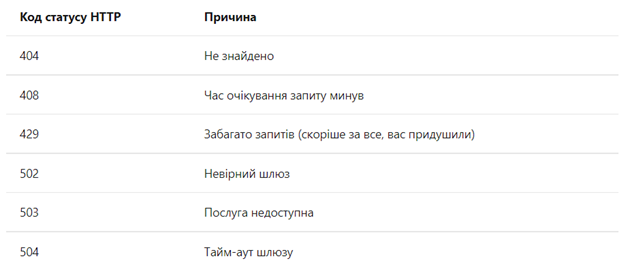 Код статусу HTTP Причина
404 Не знайдено
408 Час очікування запиту минув
429 Забагато запитів (скоріше за все, вас придушили)
502 Невірний шлюз
503 Послуга недоступна
504 Тайм-аут шлюзу